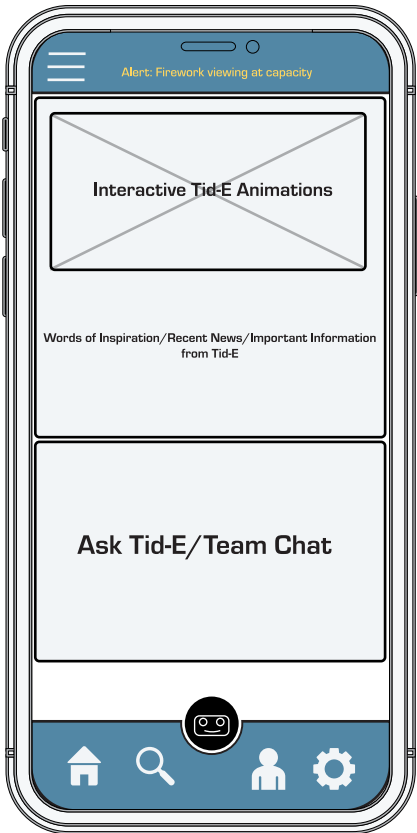 Alert: Firework viewing at capacity
Interactive Tid-E Animations
Words of Inspiration/Recent News/Important Information
from Tid-E
Ask Tid-E/Team Chat